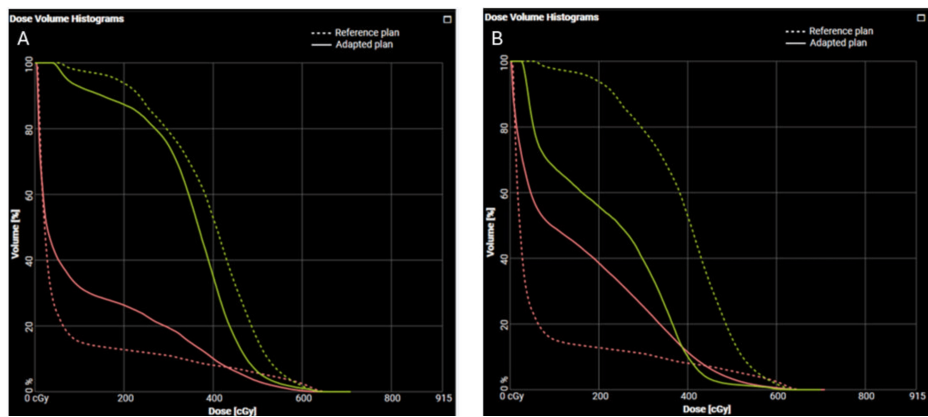 Dose Volume Histograms
A
Reference plan
Adapted plan
Volume [%]
100
80
60
40
20
0 %
0 cGy
200
400
600
800
915
Dose [cGy]
Dose Volume Histograms
B
Reference plan
Adapted plan
Volume [%]
100
80
60
40
20
0 %
0 cGy
200
400
600
800
915
Dose [cGy]